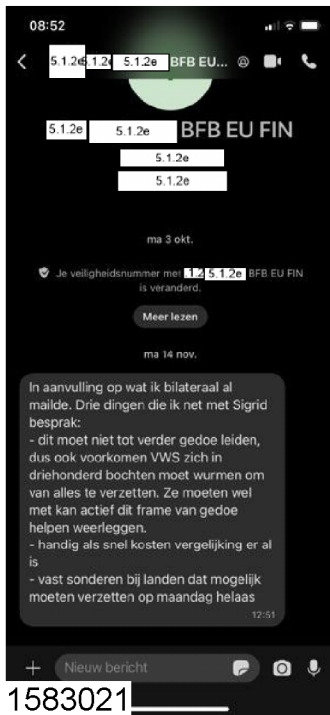 08:52
5.1.2e 5.1.2e 5.1.2e BFB EU...
5.1.2e 5.1.2e BFB EU FIN
5.1.2e
5.1.2e
ma 3 okt.
Je veiligheidsnummer met .1.2 5.1.2e BFB EU FIN
is veranderd.
Meer lezen
ma 14 nov.
In aanvulling op wat ik bilateraal al
mailde. Drie dingen die ik net met Sigrid
besprak:
- dit moet niet tot verder gedoe leiden,
dus ook voorkomen VWS zich in
driehonderd bochten moet wurmen om
van alles te verzetten. Ze moeten wel
met kan actief dit frame van gedoe
helpen weerleggen.
- handig als snel kosten vergelijking er al
is
- vast sonderen bij landen dat mogelijk
moeten verzetten op maandag helaas
12:51
Nieuw bericht
1583021